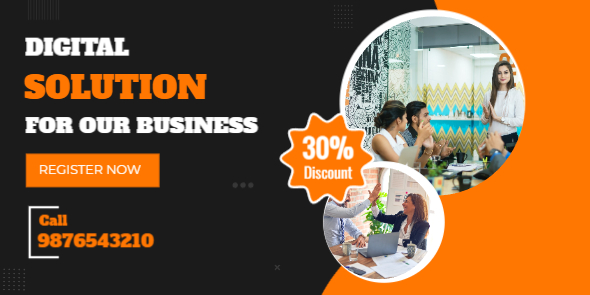 DIGITAL
SOLUTION
FOR OUR BUSINESS
REGISTER NOW
Call
9876543210
30%
Discount